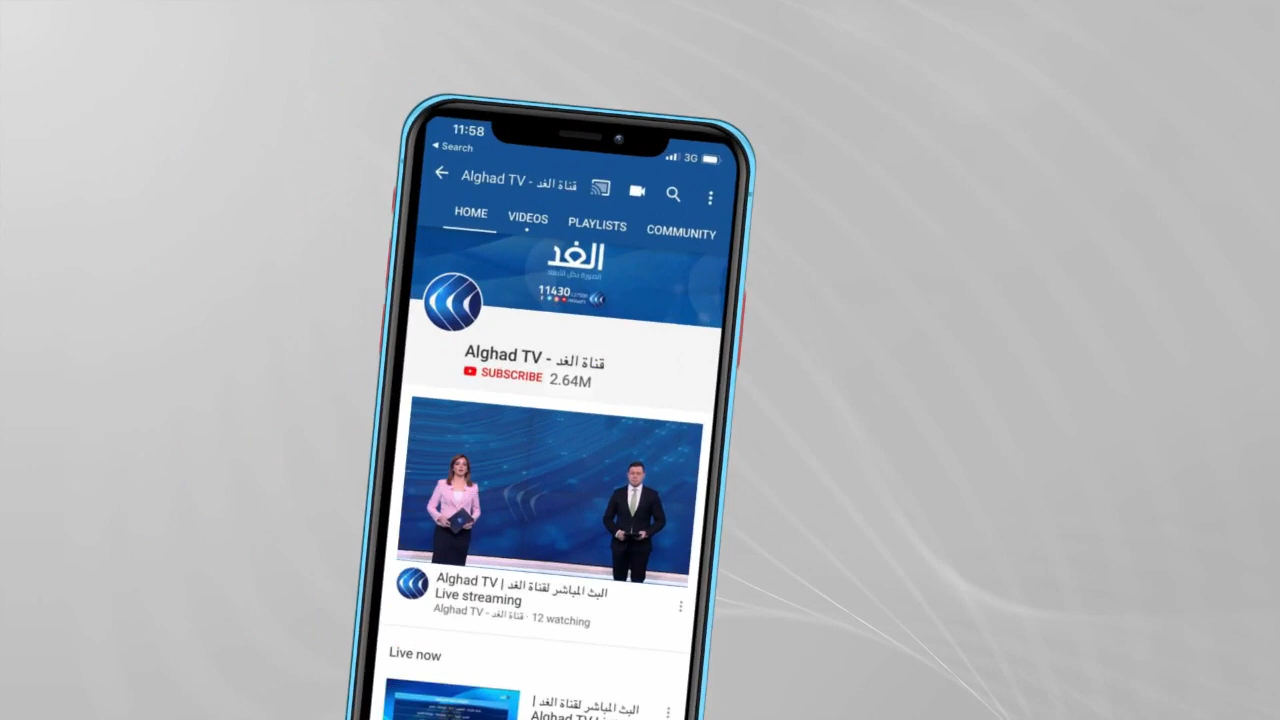 11:58
3G
Search
Alghad TV - قناة الغد
HOME VIDEOS PLAYLISTS COMMUNITY
الغد
11430
Alghad TV - قناة الغد
SUBSCRIBE 2.64M
Alghad TV | البث المباشر لقناة الغد
Live streaming
Alghad TV - قناة الغد · 12 watching
Live now
البث المباشر لقناة الغد |